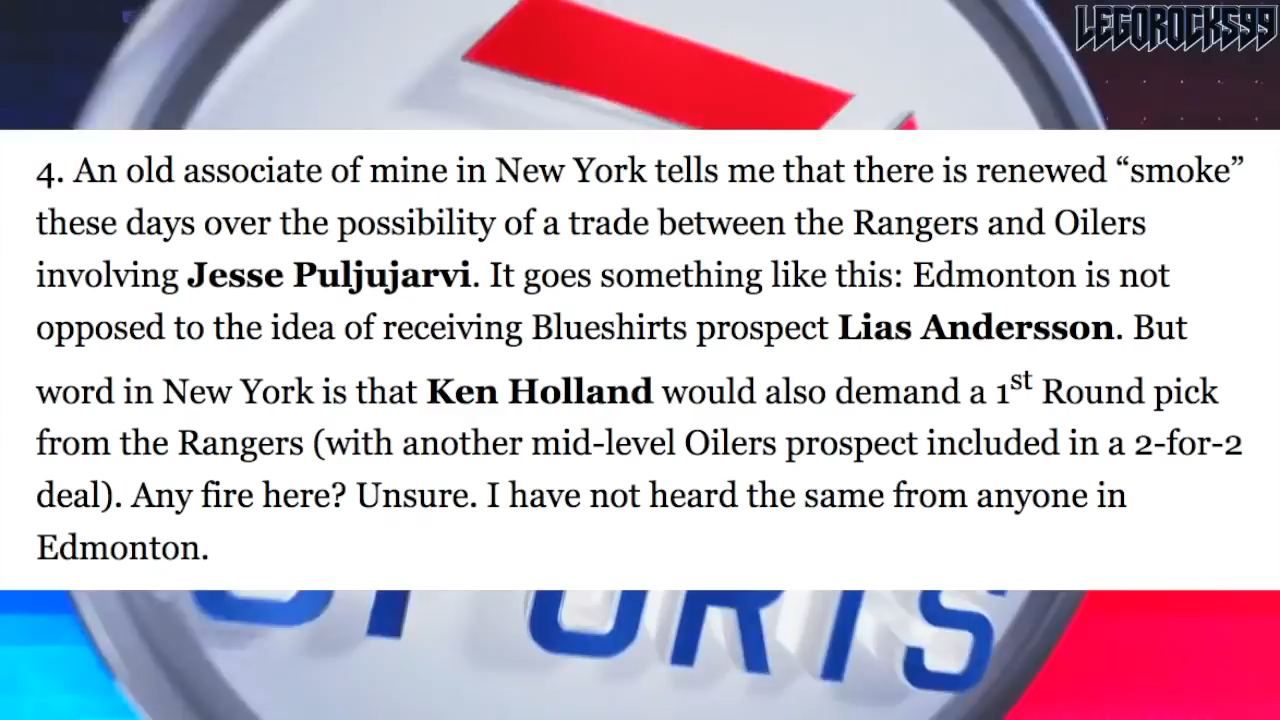 LEGOROCKS99
4. An old associate of mine in New York tells me that there is renewed “smoke”
these days over the possibility of a trade between the Rangers and Oilers
involving Jesse Puljujarvi. It goes something like this: Edmonton is not
opposed to the idea of receiving Blueshirts prospect Lias Andersson. But
word in New York is that Ken Holland would also demand a 1st Round pick
from the Rangers (with another mid-level Oilers prospect included in a 2-for-2
deal). Any fire here? Unsure. I have not heard the same from anyone in
Edmonton.
SPORTS